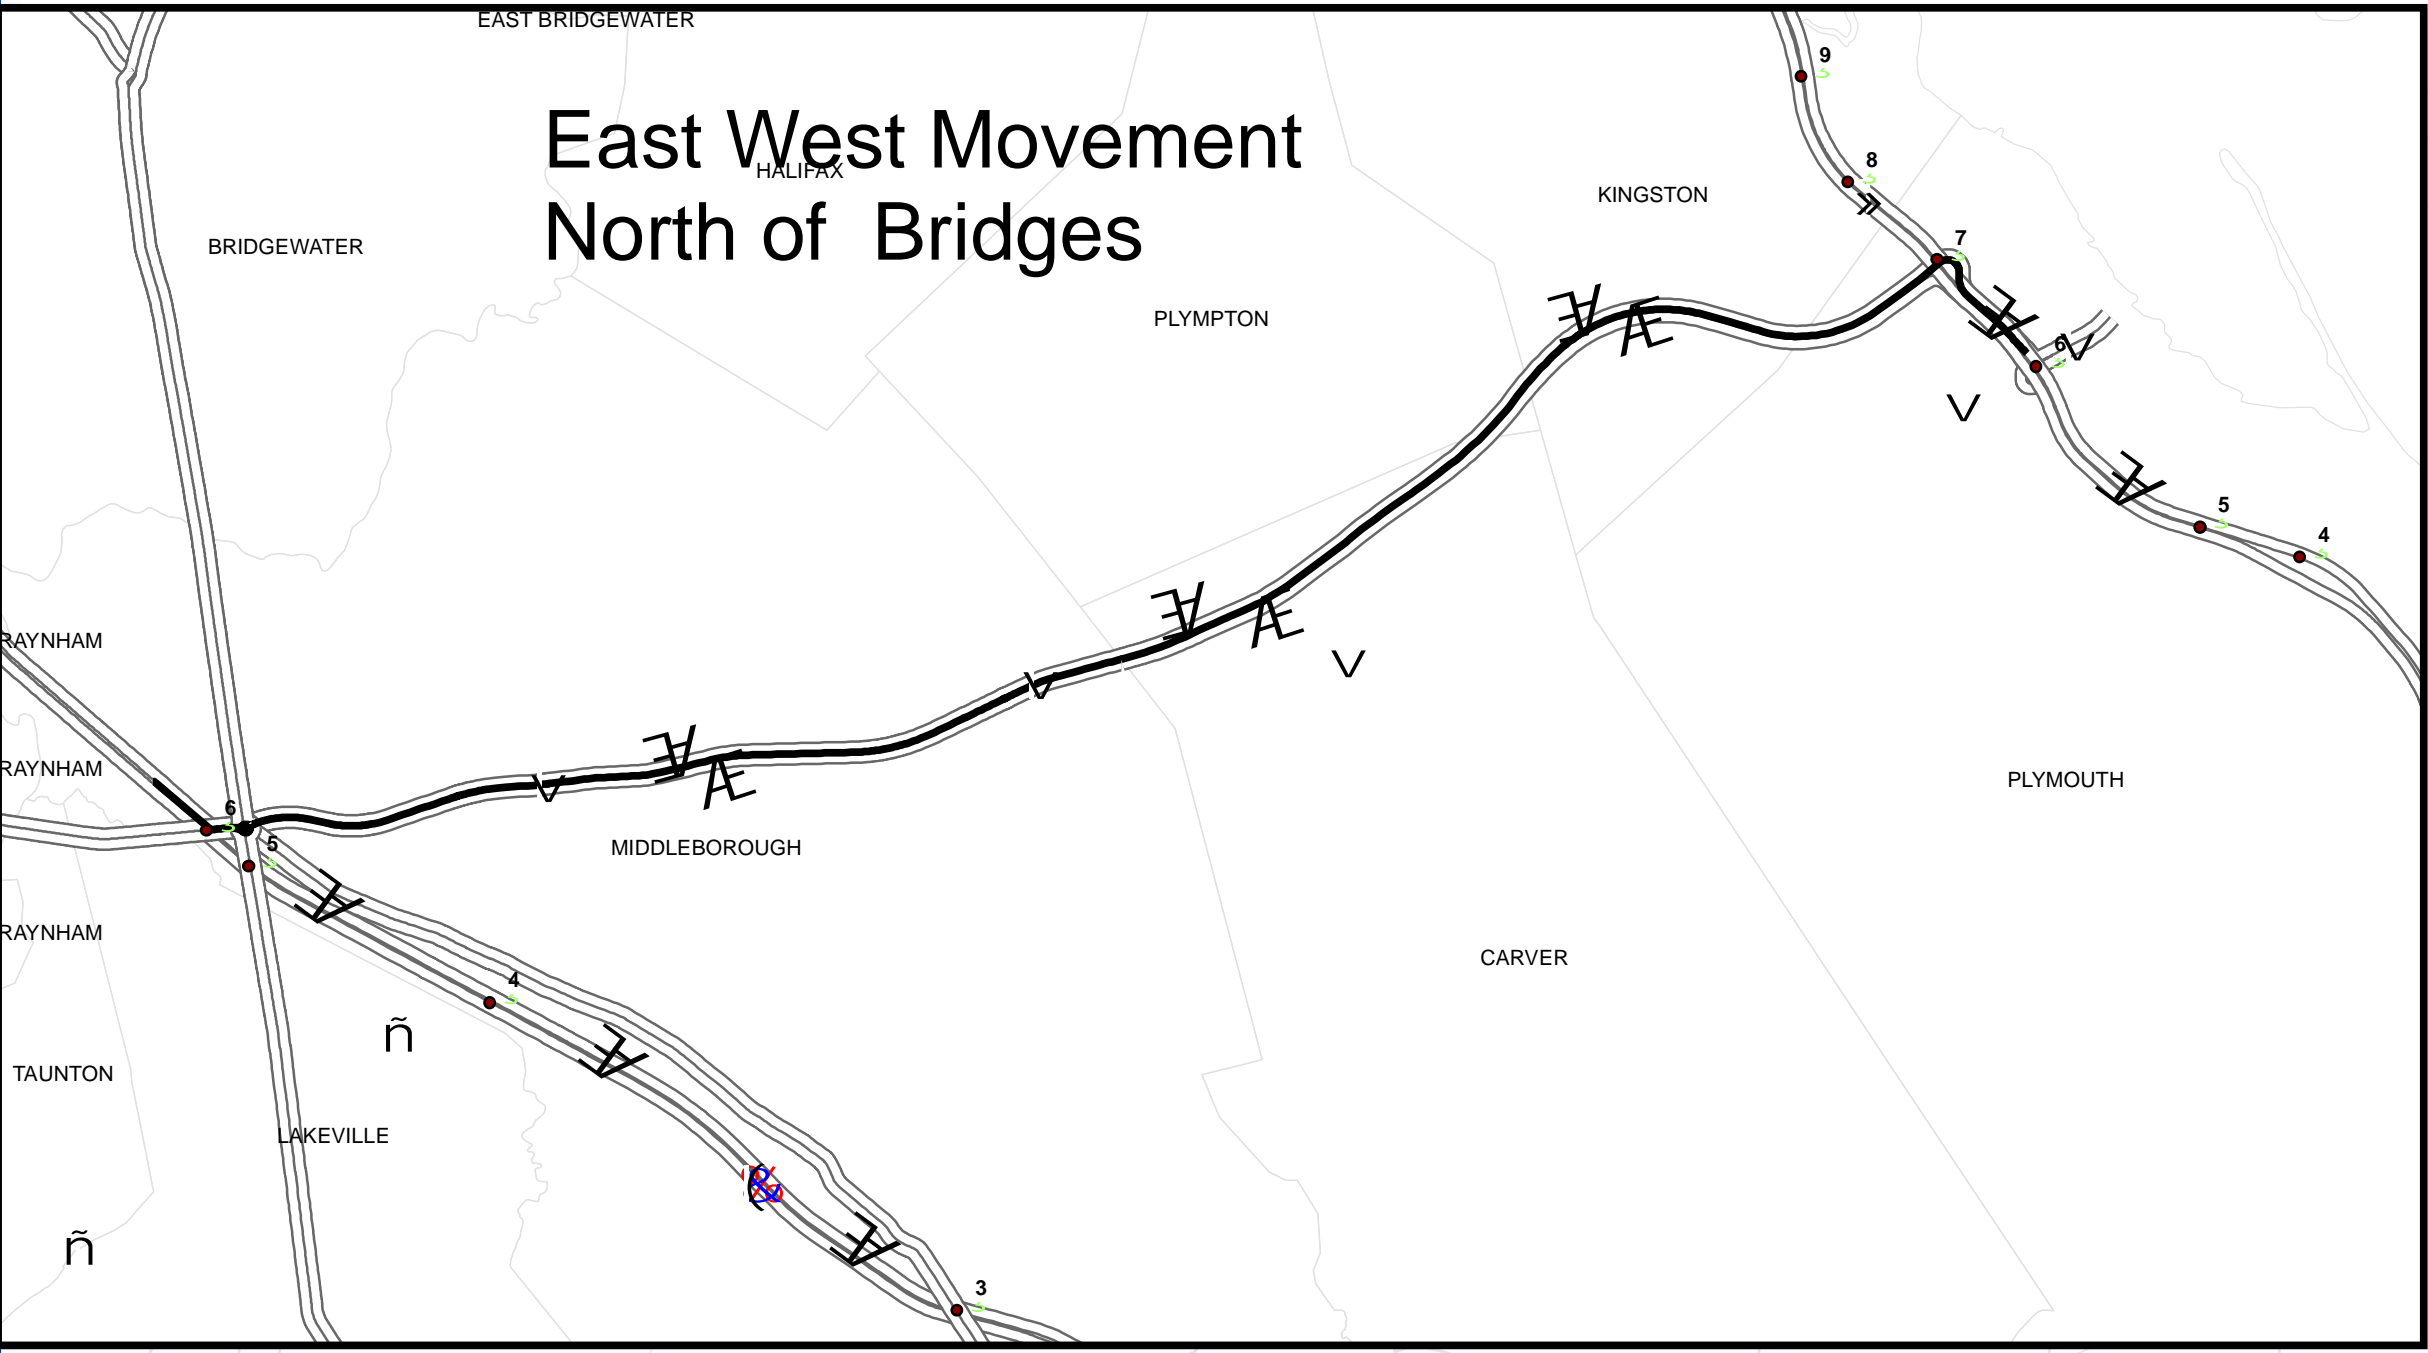 EAST BRIDGEWATER
9
East West Movement
HALIFAX
8
KINGSTON
North of Bridges
7
BRIDGEWATER
PLYMPTON
6
5
4
RAYNHAM
RAYNHAM
PLYMOUTH
6
5
MIDDLEBOROUGH
RAYNHAM
CARVER
4
ñ
TAUNTON
LAKEVILLE
ñ
3